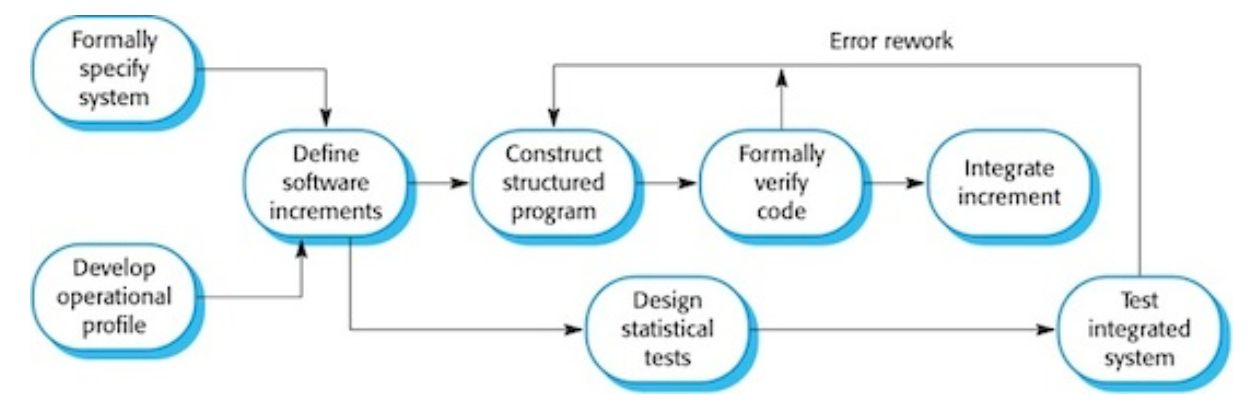 Formally
specify
system
Error rework
Define
software
increments
Construct
structured
program
Formally
verify
code
Integrate
increment
Develop
operational
profile
Design
statistical
tests
Test
integrated
system